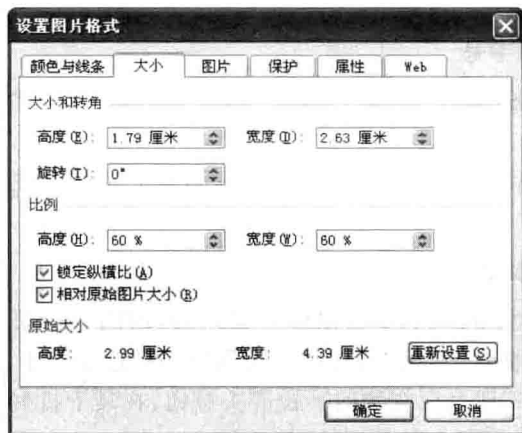 设置图片格式
颜色与线条 大小 图片 保护 属性 Web
大小和转角
高度(E): 1.79 厘米 宽度(D): 2.63 厘米
旋转(T): 0°
比例
高度(H): 60 % 宽度(W): 60 %
锁定纵横比(A)
相对原始图片大小(R)
原始大小
高度: 2.99 厘米 宽度: 4.39 厘米 重新设置(S)
确定 取消